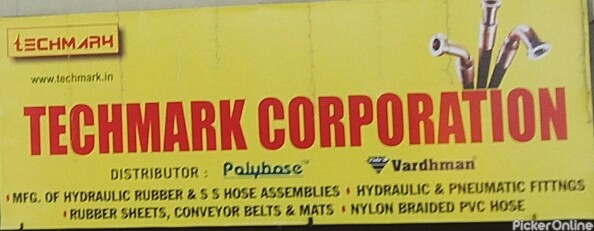 tECHMARK
www.techmark.in
TECHMARK CORPORATION
DISTRIBUTOR : Polyhose™ Vardhman
• MFG. OF HYDRAULIC RUBBER & S S HOSE ASSEMBLIES • HYDRAULIC & PNEUMATIC FITTNGS
• RUBBER SHEETS, CONVEYOR BELTS & MATS • NYLON BRAIDED PVC HOSE
PickerOnline